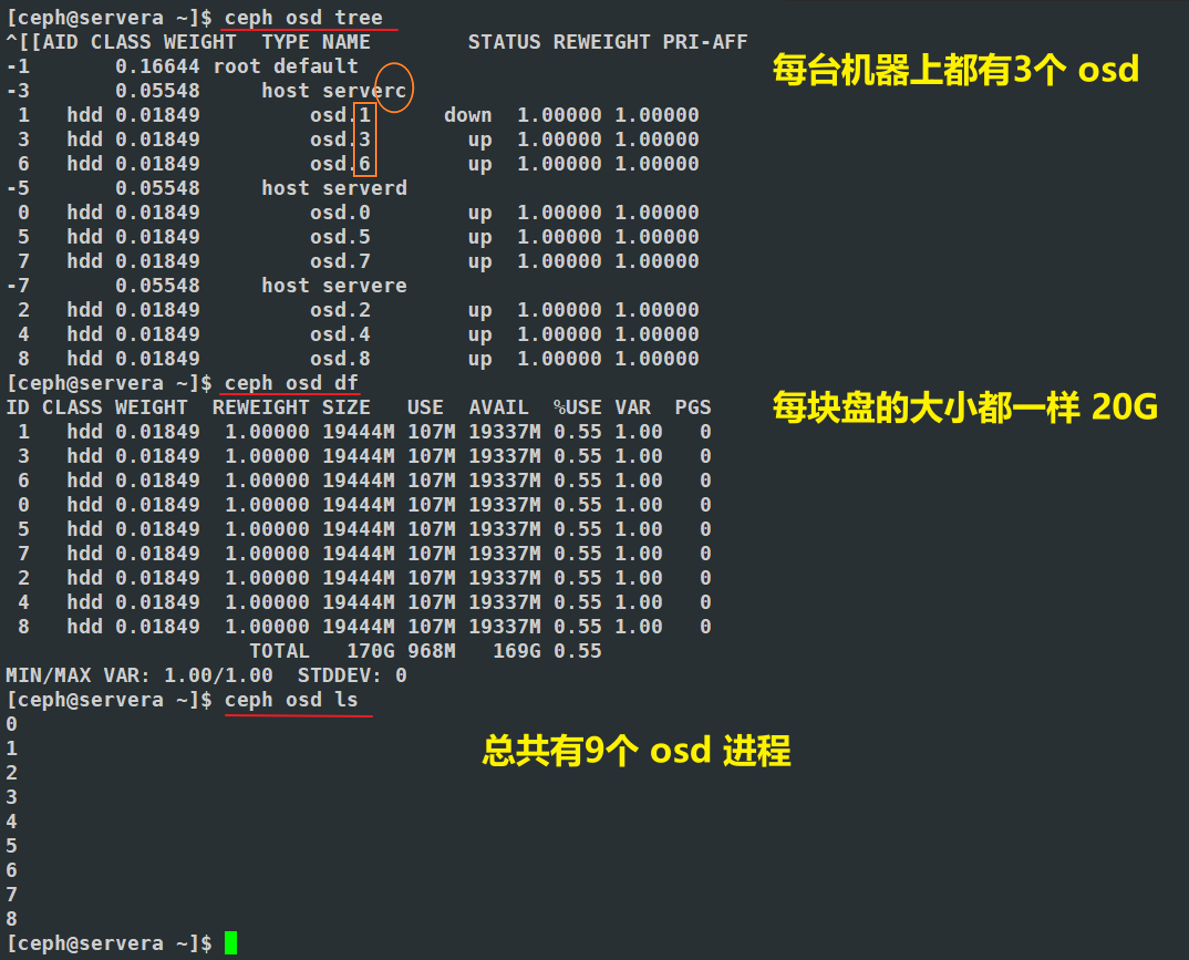 [ceph@servera ~]$ ceph osd tree
^[[AID CLASS WEIGHT  TYPE NAME        STATUS REWEIGHT PRI-AFF
-1       0.16644 root default
每台机器上都有3个 osd
-3       0.05548     host serverc
 1   hdd 0.01849         osd.1      down  1.00000 1.00000
 3   hdd 0.01849         osd.3        up  1.00000 1.00000
 6   hdd 0.01849         osd.6        up  1.00000 1.00000
-5       0.05548     host serverd
 0   hdd 0.01849         osd.0        up  1.00000 1.00000
 5   hdd 0.01849         osd.5        up  1.00000 1.00000
 7   hdd 0.01849         osd.7        up  1.00000 1.00000
-7       0.05548     host servere
 2   hdd 0.01849         osd.2        up  1.00000 1.00000
 4   hdd 0.01849         osd.4        up  1.00000 1.00000
 8   hdd 0.01849         osd.8        up  1.00000 1.00000
[ceph@servera ~]$ ceph osd df
ID CLASS WEIGHT  REWEIGHT SIZE   USE  AVAIL  %USE VAR  PGS
每块盘的大小都一样 20G
 1   hdd 0.01849  1.00000 19444M 107M 19337M 0.55 1.00   0
 3   hdd 0.01849  1.00000 19444M 107M 19337M 0.55 1.00   0
 6   hdd 0.01849  1.00000 19444M 107M 19337M 0.55 1.00   0
 0   hdd 0.01849  1.00000 19444M 107M 19337M 0.55 1.00   0
 5   hdd 0.01849  1.00000 19444M 107M 19337M 0.55 1.00   0
 7   hdd 0.01849  1.00000 19444M 107M 19337M 0.55 1.00   0
 2   hdd 0.01849  1.00000 19444M 107M 19337M 0.55 1.00   0
 4   hdd 0.01849  1.00000 19444M 107M 19337M 0.55 1.00   0
 8   hdd 0.01849  1.00000 19444M 107M 19337M 0.55 1.00   0
                    TOTAL   170G 968M   169G 0.55
MIN/MAX VAR: 1.00/1.00  STDDEV: 0
[ceph@servera ~]$ ceph osd ls
0
1
总共有9个 osd 进程
2
3
4
5
6
7
8
[ceph@servera ~]$